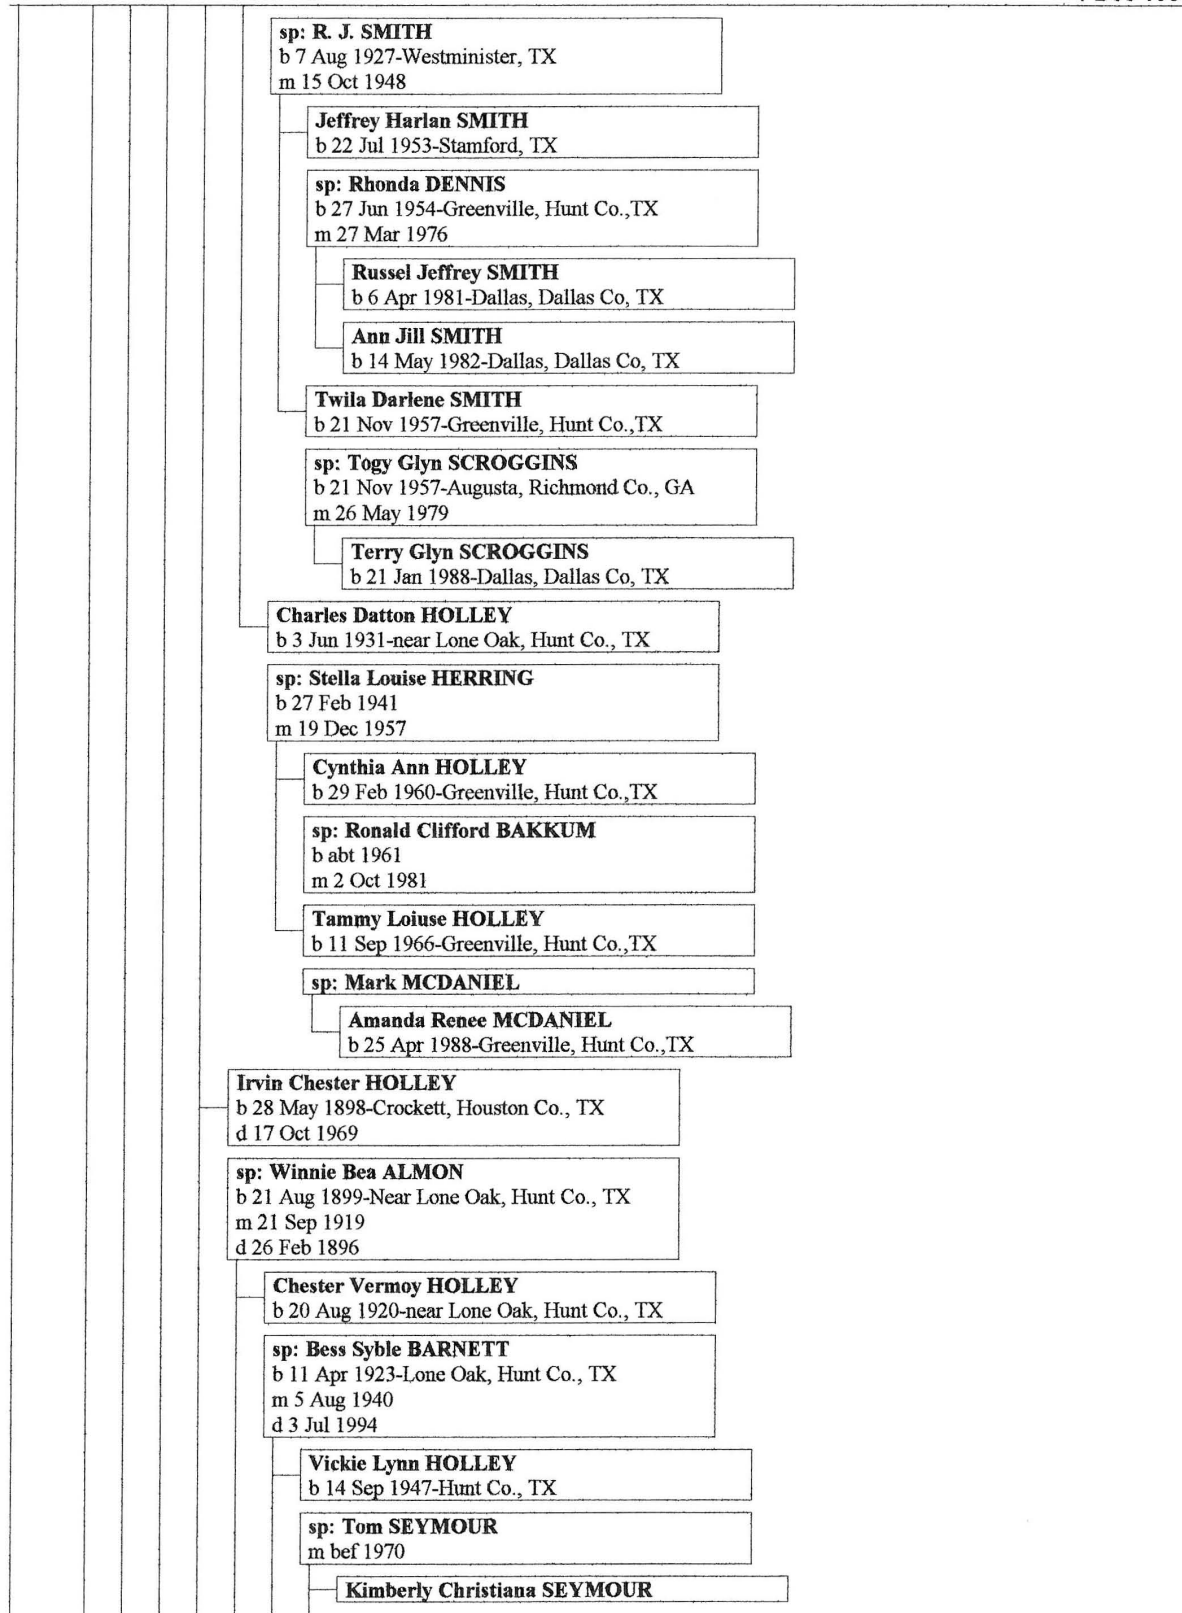 sp: R. J. SMITH
b 7 Aug 1927-Westminister, TX
m 15 Oct 1948
Jeffrey Harlan SMITH
b 22 Jul 1953-Stamford, TX
sp: Rhonda DENNIS
b 27 Jun 1954-Greenville, Hunt Co.,TX
m 27 Mar 1976
Russel Jeffrey SMITH
b 6 Apr 1981-Dallas, Dallas Co, TX
Ann Jill SMITH
b 14 May 1982-Dallas, Dallas Co, TX
Twila Darlene SMITH
b 21 Nov 1957-Greenville, Hunt Co.,TX
sp: Togy Glyn SCROGGINS
b 21 Nov 1957-Augusta, Richmond Co., GA
m 26 May 1979
Terry Glyn SCROGGINS
b 21 Jan 1988-Dallas, Dallas Co, TX
Charles Datton HOLLEY
b 3 Jun 1931-near Lone Oak, Hunt Co., TX
sp: Stella Louise HERRING
b 27 Feb 1941
m 19 Dec 1957
Cynthia Ann HOLLEY
b 29 Feb 1960-Greenville, Hunt Co.,TX
sp: Ronald Clifford BAKKUM
b abt 1961
m 2 Oct 1981
Tammy Loiuse HOLLEY
b 11 Sep 1966-Greenville, Hunt Co.,TX
sp: Mark MCDANIEL
Amanda Renee MCDANIEL
b 25 Apr 1988-Greenville, Hunt Co.,TX
Irvin Chester HOLLEY
b 28 May 1898-Crockett, Houston Co., TX
d 17 Oct 1969
sp: Winnie Bea ALMON
b 21 Aug 1899-Near Lone Oak, Hunt Co., TX
m 21 Sep 1919
d 26 Feb 1896
Chester Vermoy HOLLEY
b 20 Aug 1920-near Lone Oak, Hunt Co., TX
sp: Bess Syble BARNETT
b 11 Apr 1923-Lone Oak, Hunt Co., TX
m 5 Aug 1940
d 3 Jul 1994
Vickie Lynn HOLLEY
b 14 Sep 1947-Hunt Co., TX
sp: Tom SEYMOUR
m bef 1970
Kimberly Christiana SEYMOUR